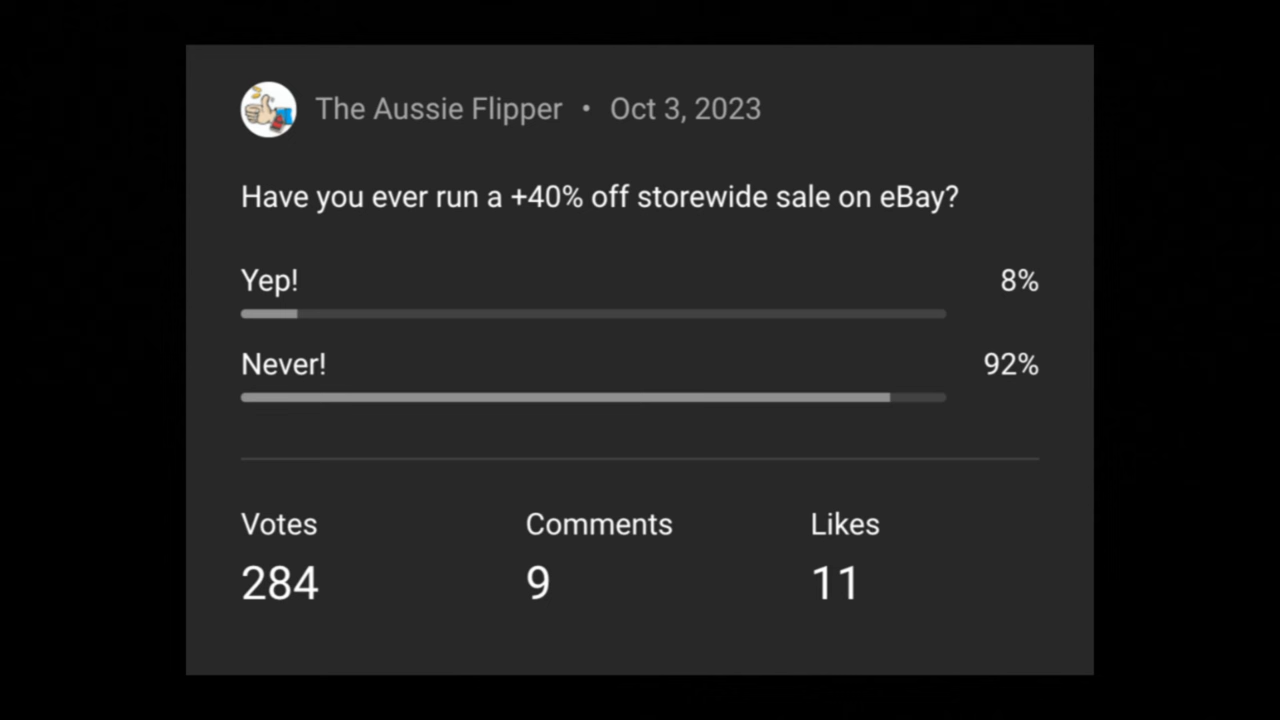 The Aussie Flipper • Oct 3, 2023
Have you ever run a +40% off storewide sale on eBay?
Yep! 8%
Never! 92%
Votes Comments Likes
284 9 11